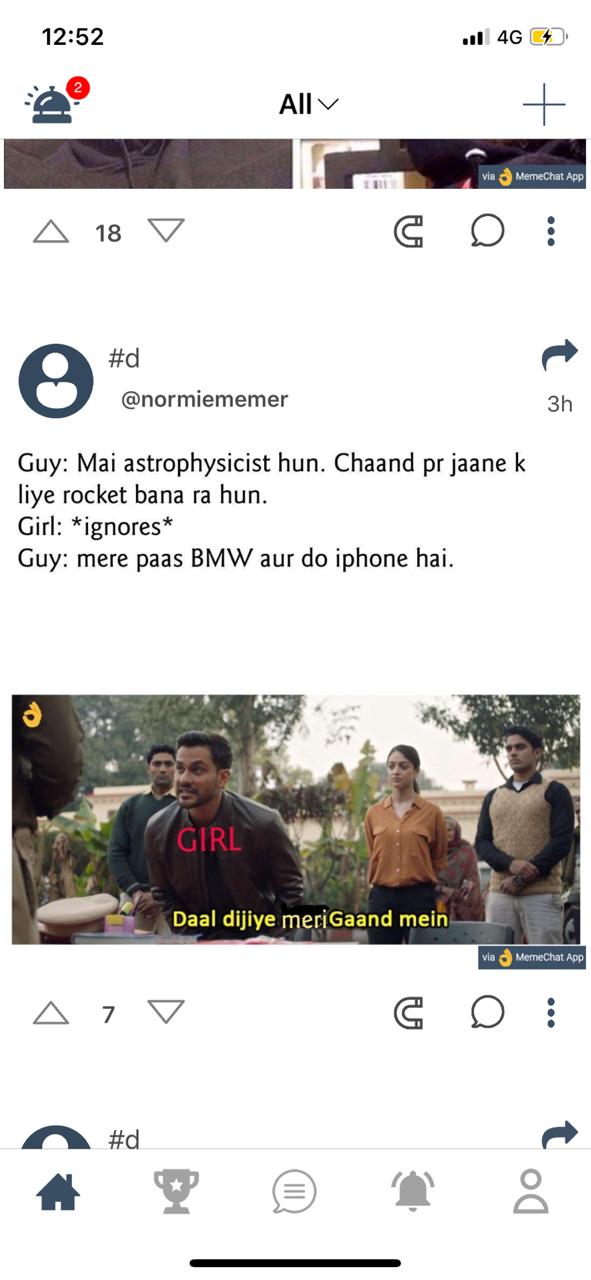 12:52
4G
2
All
via MemeChat App
18
#d
@normiememer
3h
Guy: Mai astrophysicist hun. Chaand pr jaane k
liye rocket bana ra hun.
Girl: *ignores*
Guy: mere paas BMW aur do iphone hai.
GIRL
Daal dijiye meri Gaand mein
via MemeChat App
7
#d